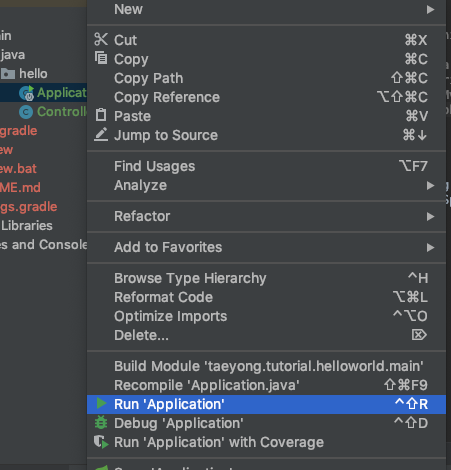 New
ain
Cut ⌘X
java
Copy ⌘C
hello
Copy Path ⇧⌘C
Applicat
Copy Reference ⌥⇧⌘C
Controlle
Paste ⌘V
gradle
Jump to Source ⌘↓
ew
ew.bat
Find Usages ⌥F7
ME.md
Analyze
gs.gradle
Refactor
Libraries
es and Console
Add to Favorites
Browse Type Hierarchy ^H
Reformat Code ⌥⌘L
Optimize Imports ^⌥O
Delete... ⌦
Build Module 'taeyong.tutorial.helloworld.main'
Recompile 'Application.java' ⇧⌘F9
Run 'Application' ^⇧R
Debug 'Application' ^⇧D
Run 'Application' with Coverage